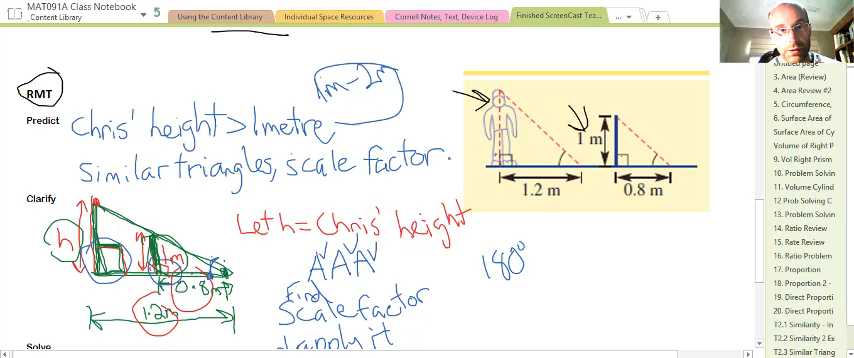 MAT091A Class Notebook
Content Library
5
Using the Content Library
Individual Space Resources
Cornell Notes, Text, Device Log
Finished ScreenCast Tea...
...
+
RMT
Predict
Chris' height > 1 metre
1m-2m
similar triangles, scale factor.
1 m
1.2 m
0.8 m
Clarify
h
1m
0.8m
1.2m
Let h = Chris' height
AAA
180°
Find
scale factor
& apply it
Solve
Untitled page
3. Area (Review)
4. Area Review #2
5. Circumference,
6. Surface Area of
Surface Area of Cy
Volume of Right P
9. Vol Right Prism
10. Problem Solvin
11. Volume Cylind
12 Prob Solving C
13. Problem Solvin
14. Ratio Review
15. Rate Review
16. Ratio Problem
17. Proportion
18. Proportion 2 -
19. Direct Proporti
20. Direct Proporti
T2.1 Similarity - In
T2.2 Similarity 2 Ex
T2.3 Similar Triang